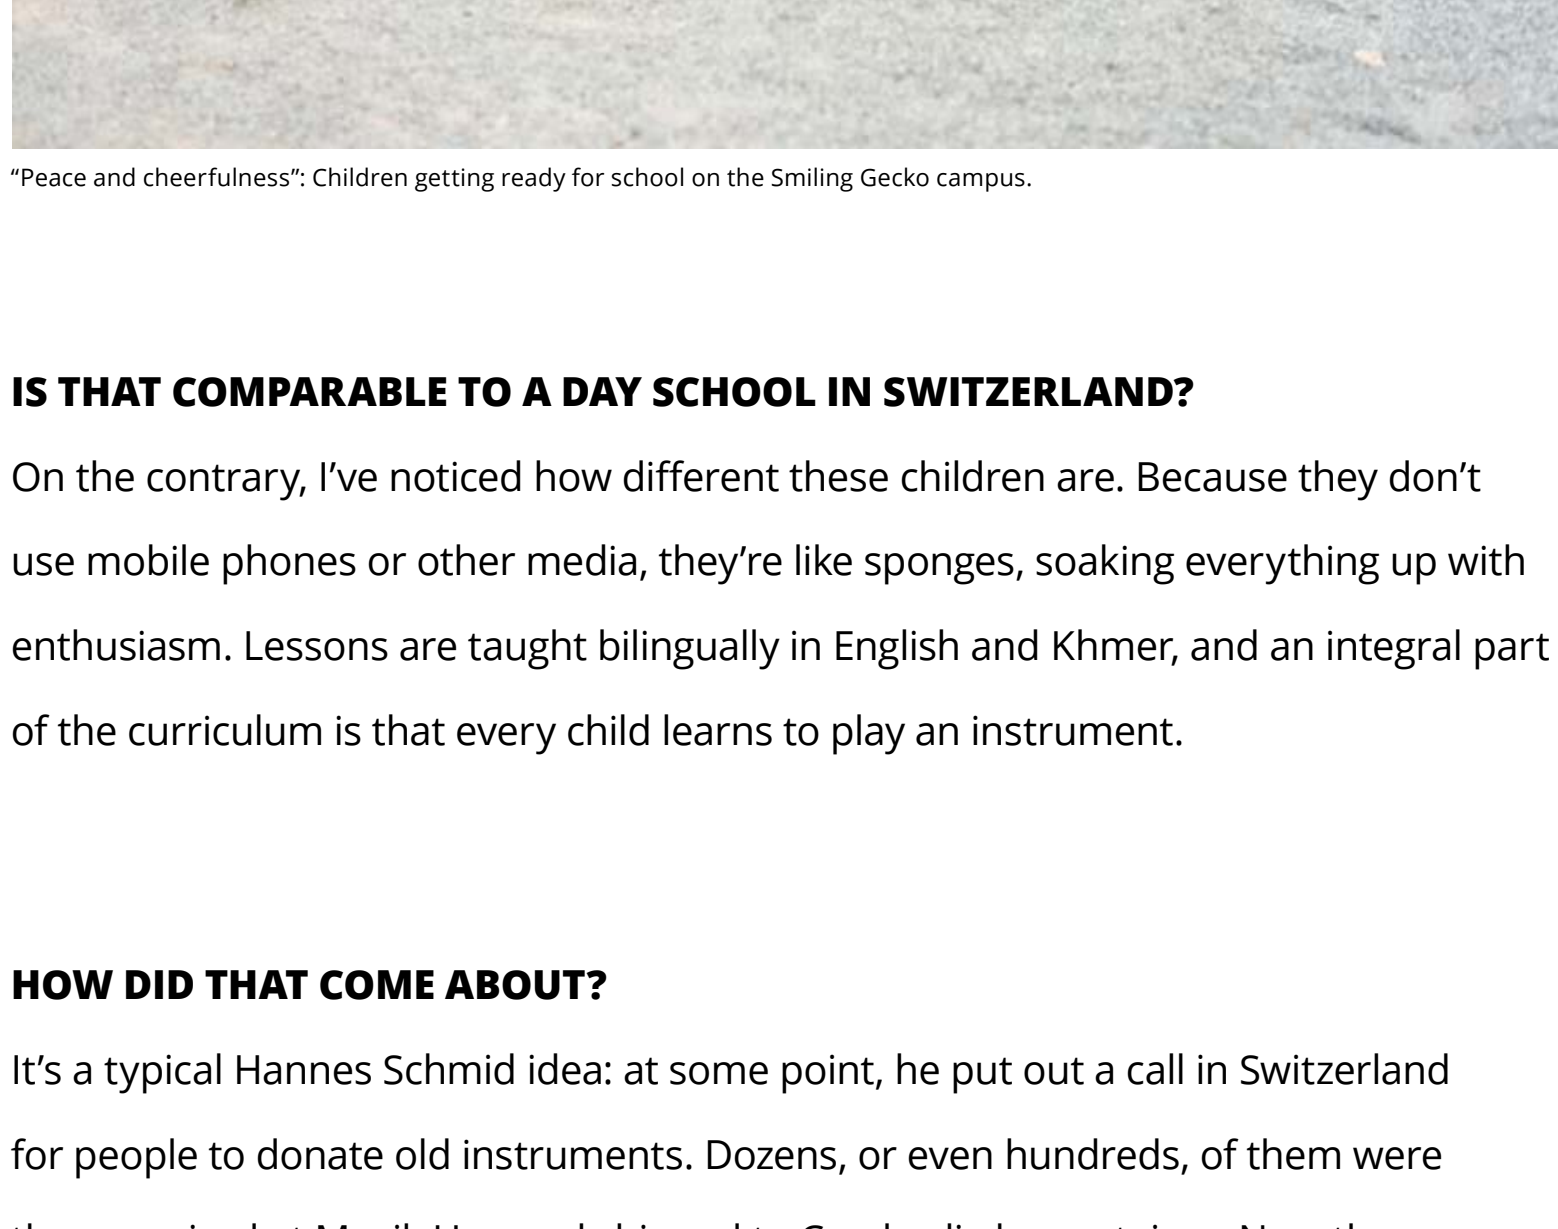 “Peace and cheerfulness”: Children getting ready for school on the Smiling Gecko campus.
IS THAT COMPARABLE TO A DAY SCHOOL IN SWITZERLAND?
On the contrary, I’ve noticed how different these children are. Because they don’t
use mobile phones or other media, they’re like sponges, soaking everything up with
enthusiasm. Lessons are taught bilingually in English and Khmer, and an integral part
of the curriculum is that every child learns to play an instrument.
HOW DID THAT COME ABOUT?
It’s a typical Hannes Schmid idea: at some point, he put out a call in Switzerland
for people to donate old instruments. Dozens, or even hundreds, of them were